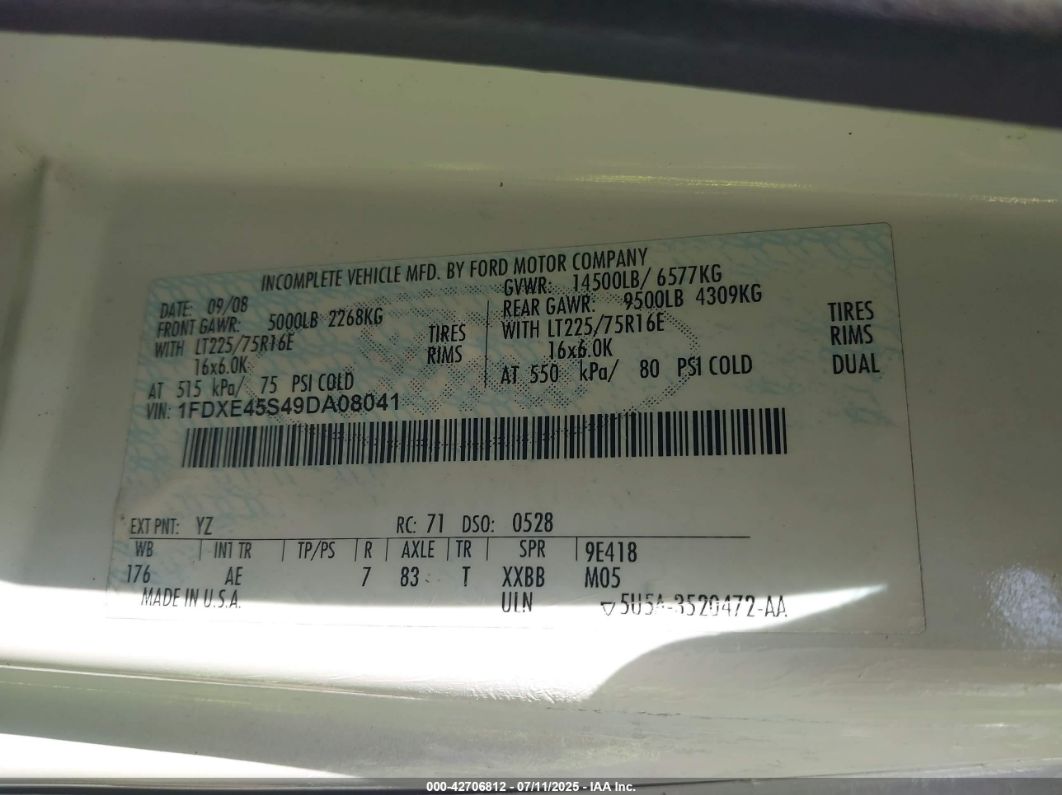 INCOMPLETE VEHICLE MFD. BY FORD MOTOR COMPANY
DATE: 09/08 GVWR: 14500LB/ 6577KG
FRONT GAWR: 5000LB 2268KG REAR GAWR: 9500LB 4309KG
WITH LT225/75R16E TIRES WITH LT225/75R16E TIRES
16x6.0K RIMS 16x6.0K RIMS
AT 515 kPa/ 75 PSI COLD AT 550 kPa/ 80 PSI COLD DUAL
VIN: 1FDXE45S49DA08041
EXT PNT: YZ RC: 71 DSO: 0528
WB INT TR TP/PS R AXLE TR SPR 9E418
176 AE 7 83 T XXBB M05
MADE IN U.S.A. ULN 5U5A-3520472-AA
000-42706812 - 07/11/2025 - IAA Inc.